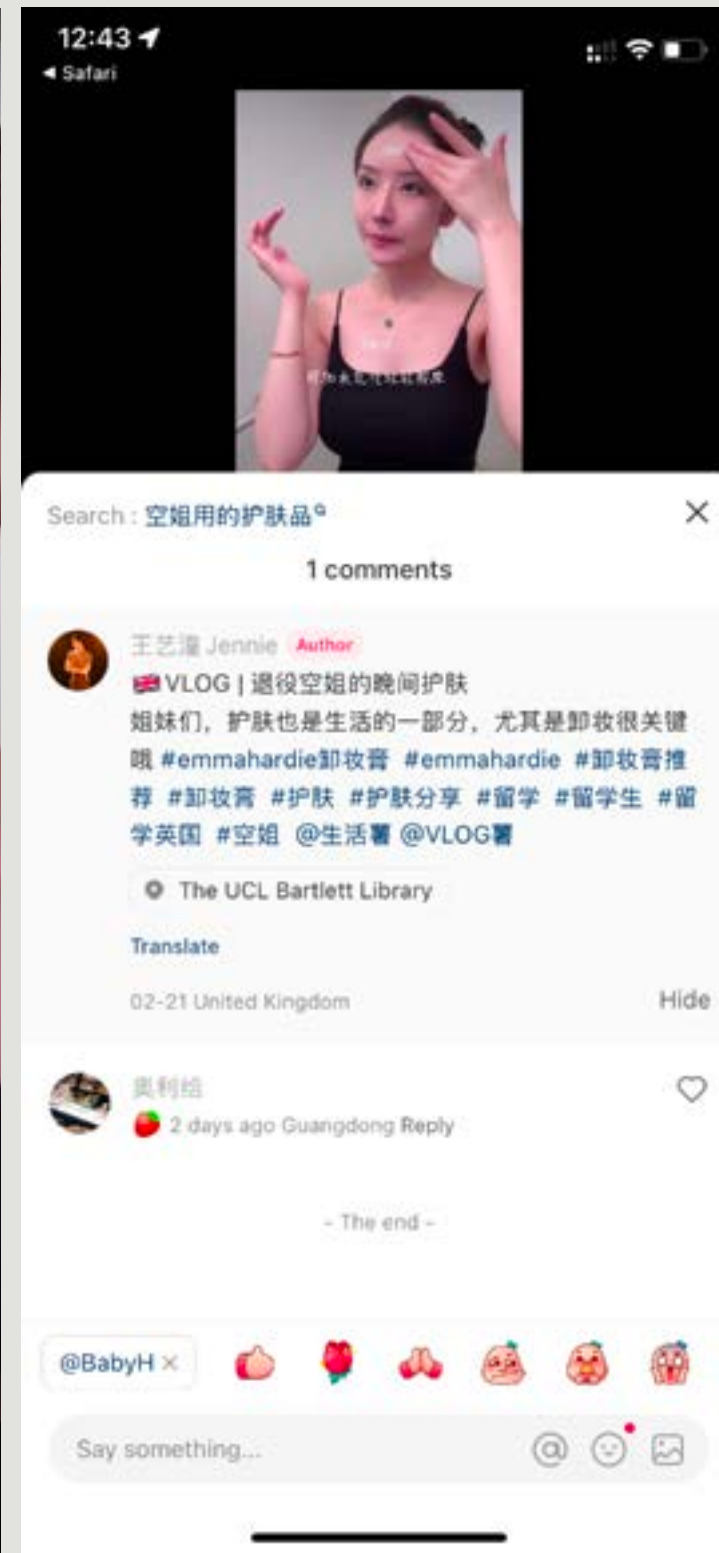 12:43
◀ Safari
Search : 空姐用的护肤品
1 comments
王艺潼 Jennie Author
🇬🇧VLOG | 退役空姐的晚间护肤
姐妹们，护肤也是生活的一部分，尤其是卸妆很关键
哦 #emmahardie卸妆膏 #emmahardie #卸妆膏推
荐 #卸妆膏 #护肤 #护肤分享 #留学 #留学生 #留
学英国 #空姐 @生活薯 @VLOG薯
The UCL Bartlett Library
Translate
02-21 United Kingdom
Hide
奥利给
🍓 2 days ago Guangdong Reply
- The end -
@BabyH ×
Say something...